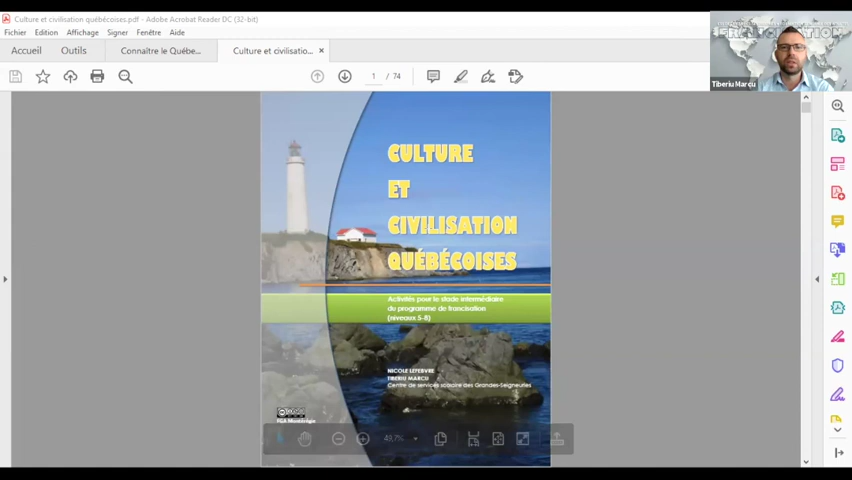 Culture et civilisation québécoises.pdf - Adobe Acrobat Reader DC (32-bit)
Fichier Edition Affichage Signer Fenêtre Aide
Accueil Outils Connaître le Québe... Culture et civilisatio... ×
1 / 74
FRANCISATION
Tiberiu Marcu
CULTURE
ET
CIVILISATION
QUÉBÉCOISES
Activités pour le stade intermédiaire
du programme de francisation
(niveaux 5-8)
NICOLE LEFEBVRE
TIBERIU MARCU
Centre de services scolaire des Grandes-Seigneuries
FGA Montérégie
49,7%